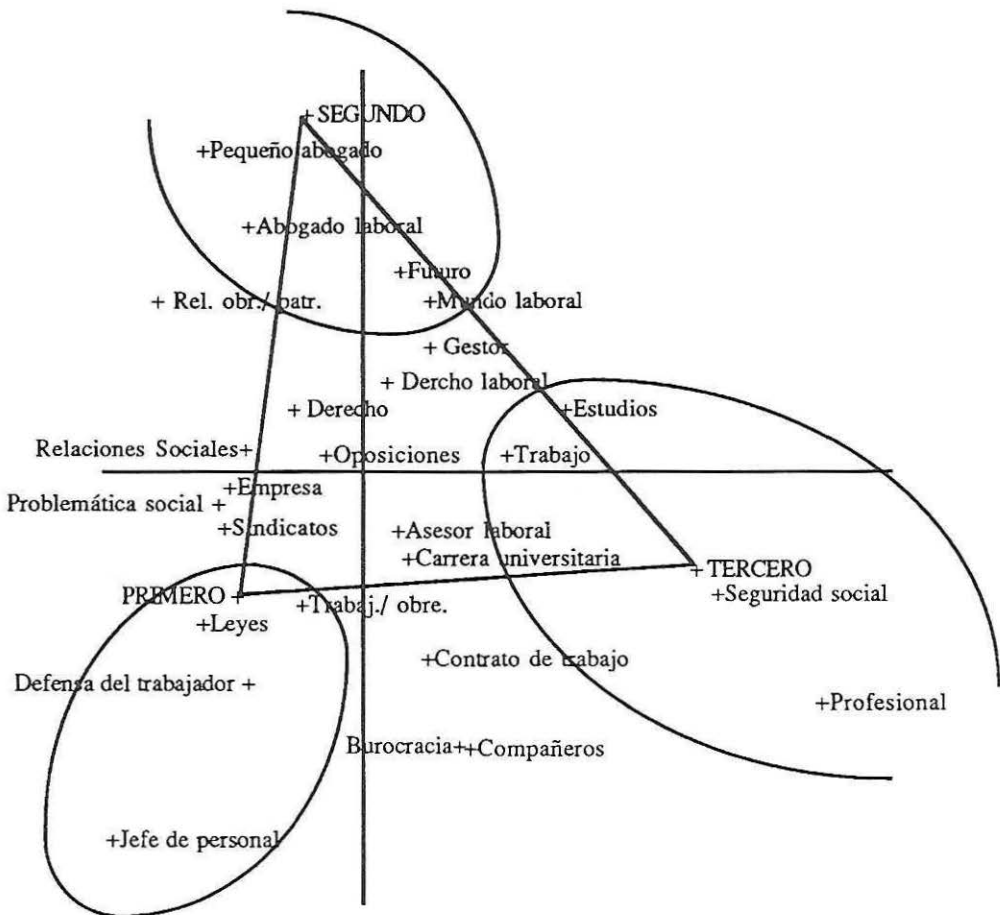 +SEGUNDO
+Pequeño abogado
+Abogado laboral
+Futuro
+ Rel. obr./ patr.
+Mundo laboral
+ Gestor
+ Dercho laboral
+ Derecho
+Estudios
Relaciones Sociales+
+Oposiciones
+Trabajo
+Empresa
Problemática social +
+Sindicatos
+Asesor laboral
+Carrera universitaria
+TERCERO
PRIMERO +
+Trabaj./ obre.
+Seguridad social
+Leyes
+Contrato de trabajo
Defensa del trabajador +
+Profesional
Burocracia+
+Compañeros
+Jefe de personal